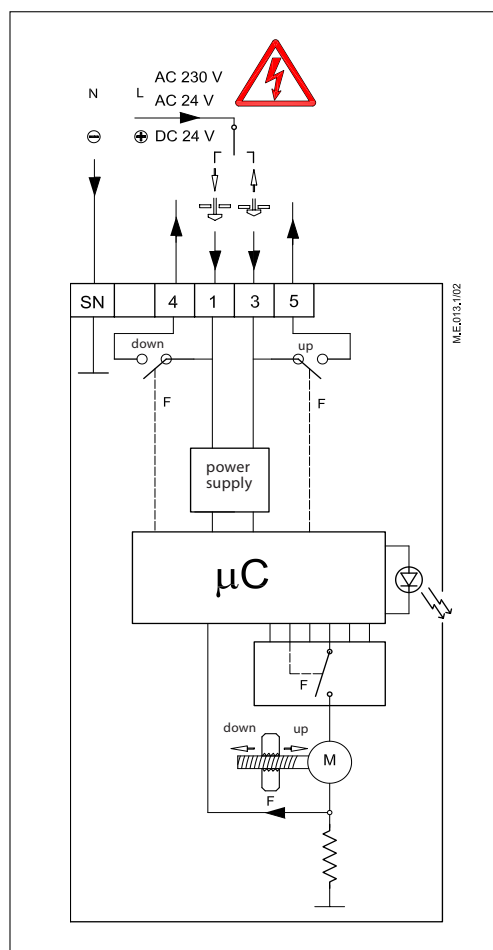 AC 230 V
N L AC 24 V
⊖ ⊕ DC 24 V
SN 4 1 3 5
M.E.013.1/02
down up
F F
power
supply
µC
F
down up
M
F